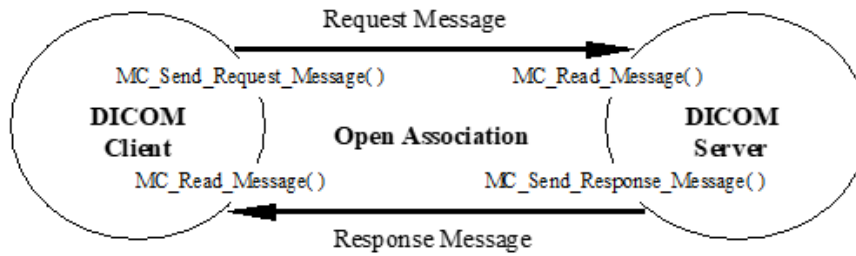 Request Message
MC_Send_Request_Message( )
MC_Read_Message( )
DICOM
Client
Open Association
DICOM
Server
MC_Read_Message( )
MC_Send_Response_Message( )
Response Message